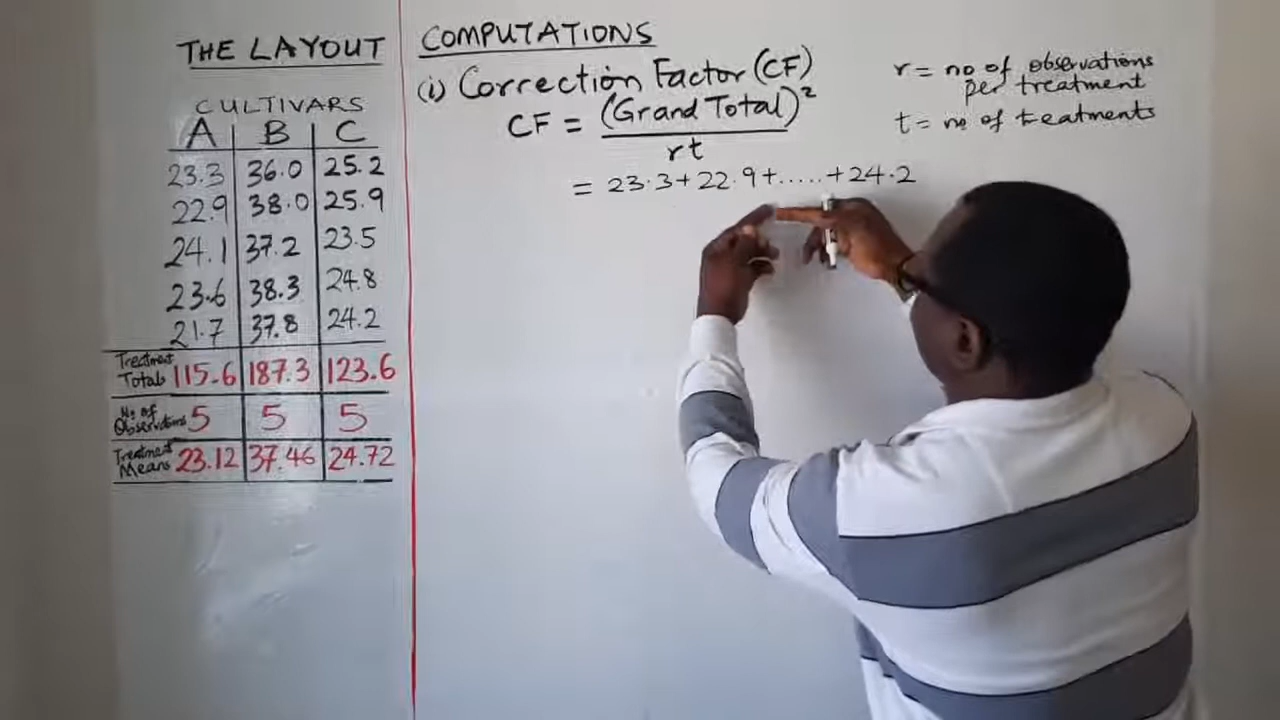 THE LAYOUT
CULTIVARS
A B C
23.3 36.0 25.2
22.9 38.0 25.9
24.1 37.2 23.5
23.6 38.3 24.8
21.7 37.8 24.2
Treatment Totals 115.6 187.3 123.6
No of Observations 5 5 5
Treatment Means 23.12 37.46 24.72
COMPUTATIONS
(i) Correction Factor (CF)
CF = (Grand Total)²
rt
= 23.3+22.9+.....+24.2
r = no of observations
per treatment
t = no of treatments